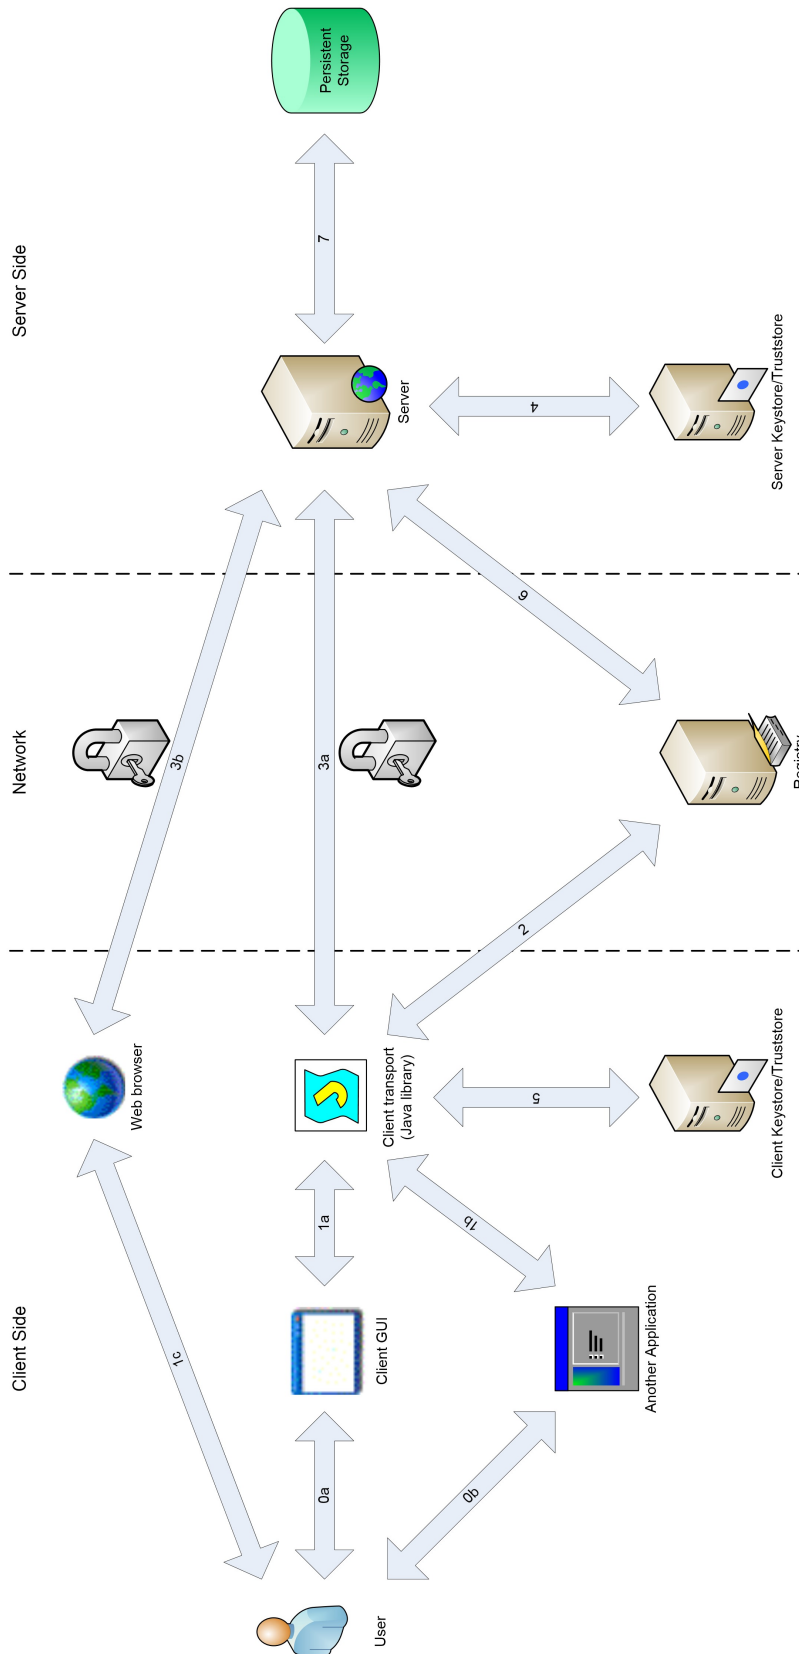 Client Side
Network
Server Side
1c
Web browser
3b
User
0a
Client GUI
1a
Client transport
(Java library)
3a
Server
7
Persistent
Storage
0b
Another Application
1b
5
Client Keystore/Truststore
2
6
4
Server Keystore/Truststore